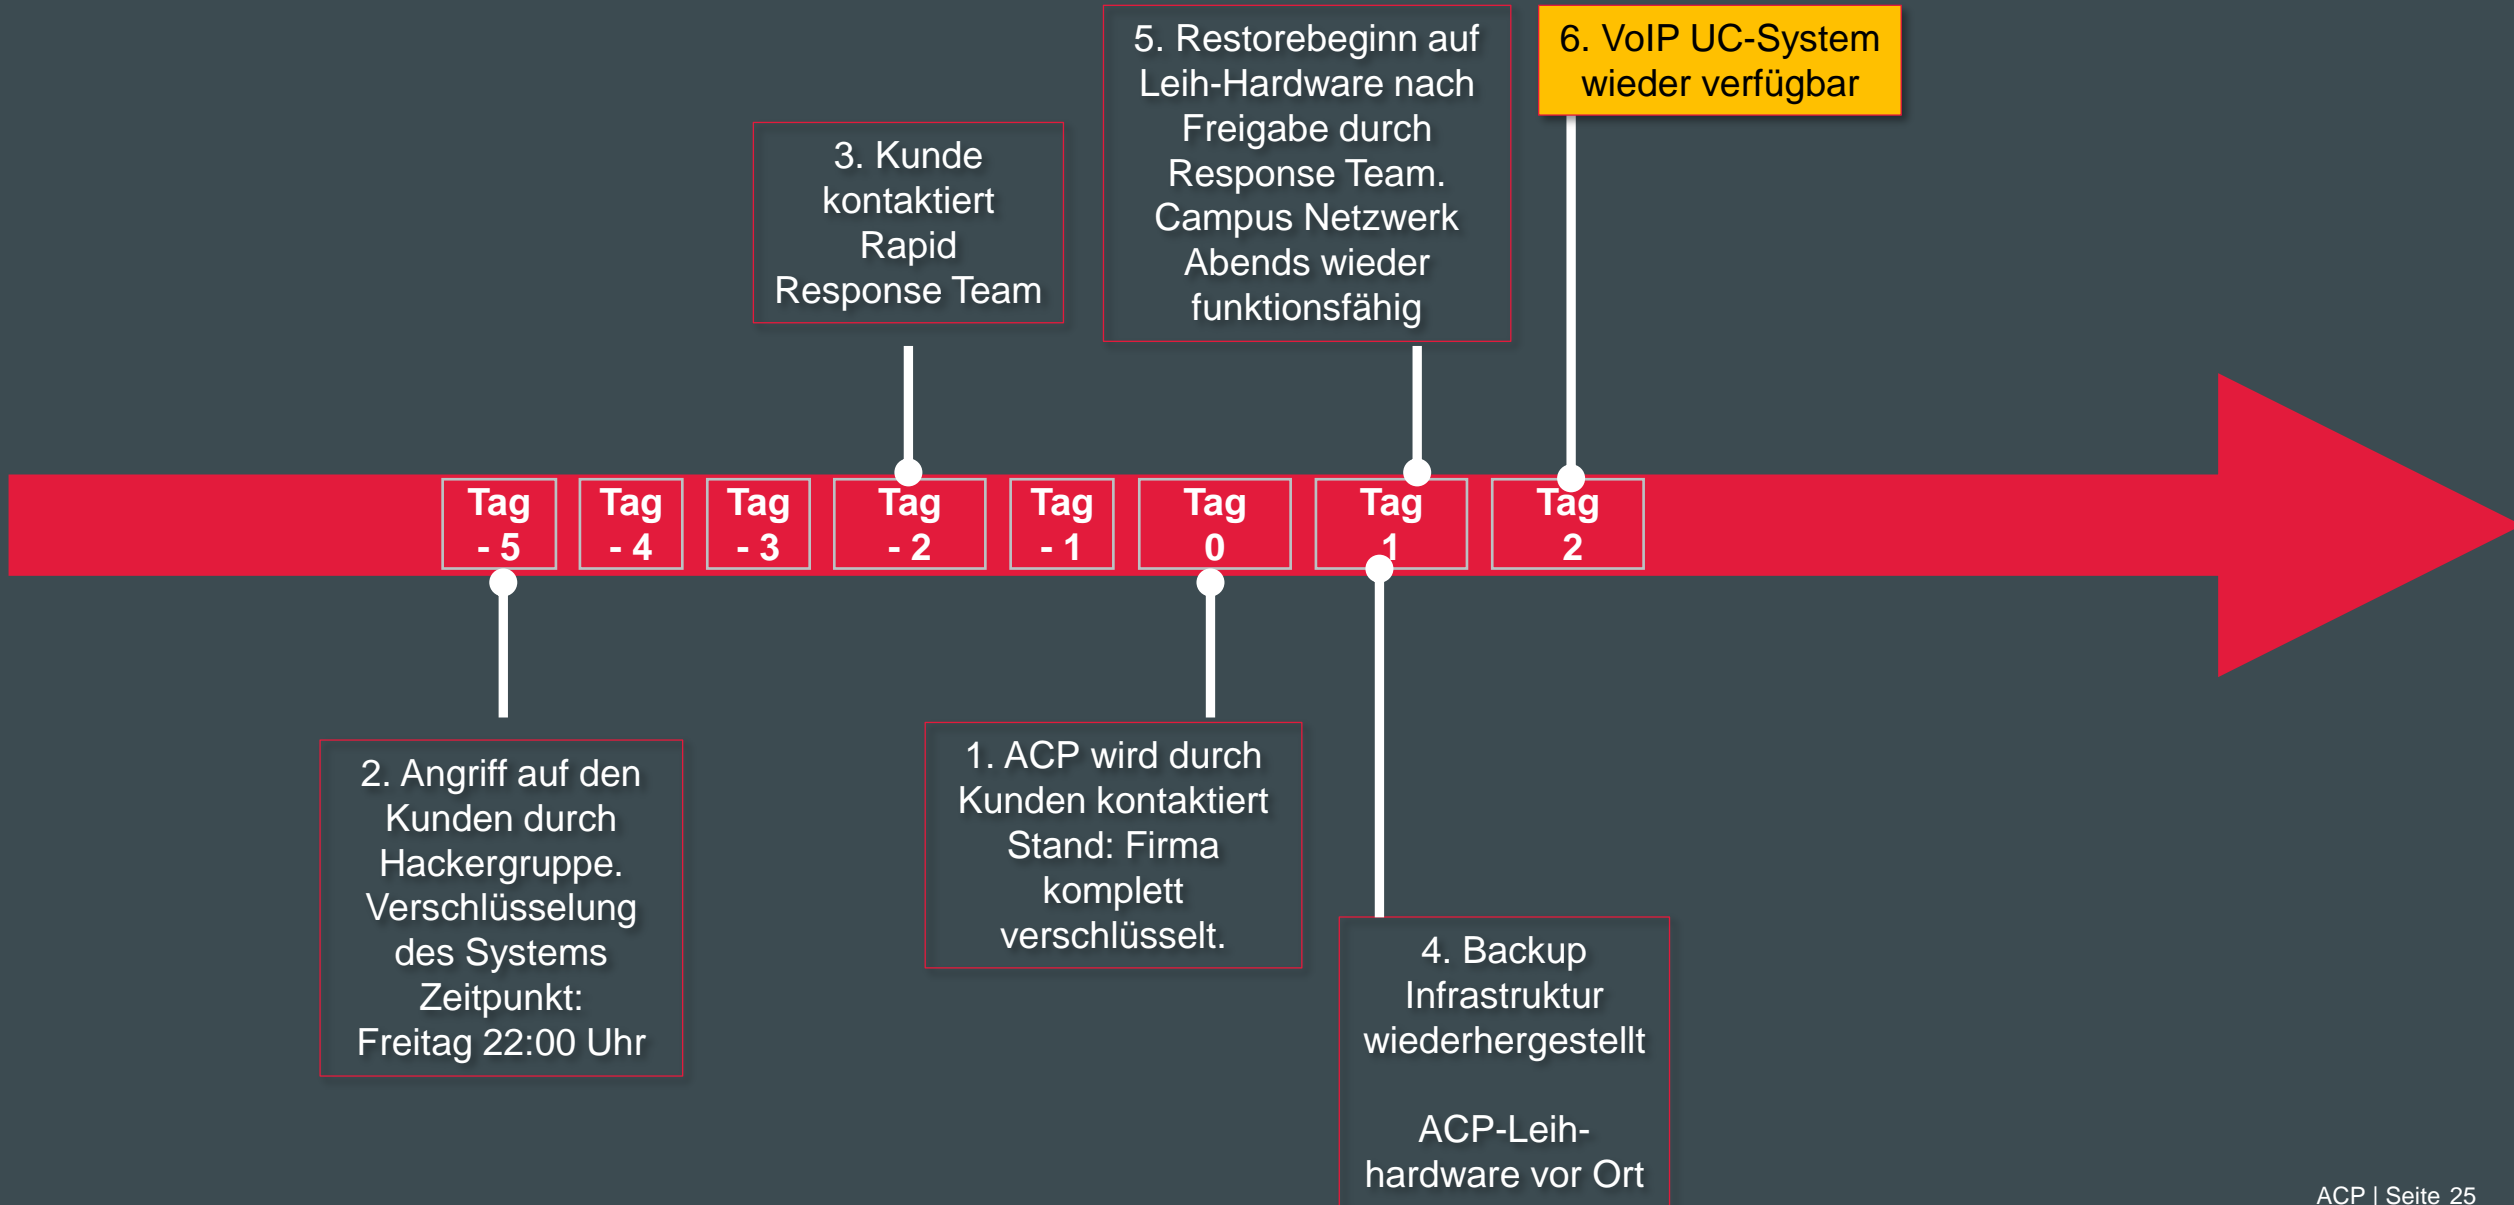 5. Restorebeginn auf
Leih-Hardware nach
Freigabe durch
Response Team.
Campus Netzwerk
Abends wieder
funktionsfähig
6. VoIP UC-System
wieder verfügbar
3. Kunde
kontaktiert
Rapid
Response Team
Tag
- 5
Tag
- 4
Tag
- 3
Tag
- 2
Tag
- 1
Tag
0
Tag
1
Tag
2
2. Angriff auf den
Kunden durch
Hackergruppe.
Verschlüsselung
des Systems
Zeitpunkt:
Freitag 22:00 Uhr
1. ACP wird durch
Kunden kontaktiert
Stand: Firma
komplett
verschlüsselt.
4. Backup
Infrastruktur
wiederhergestellt
ACP-Leih-
hardware vor Ort
ACP | Seite 25